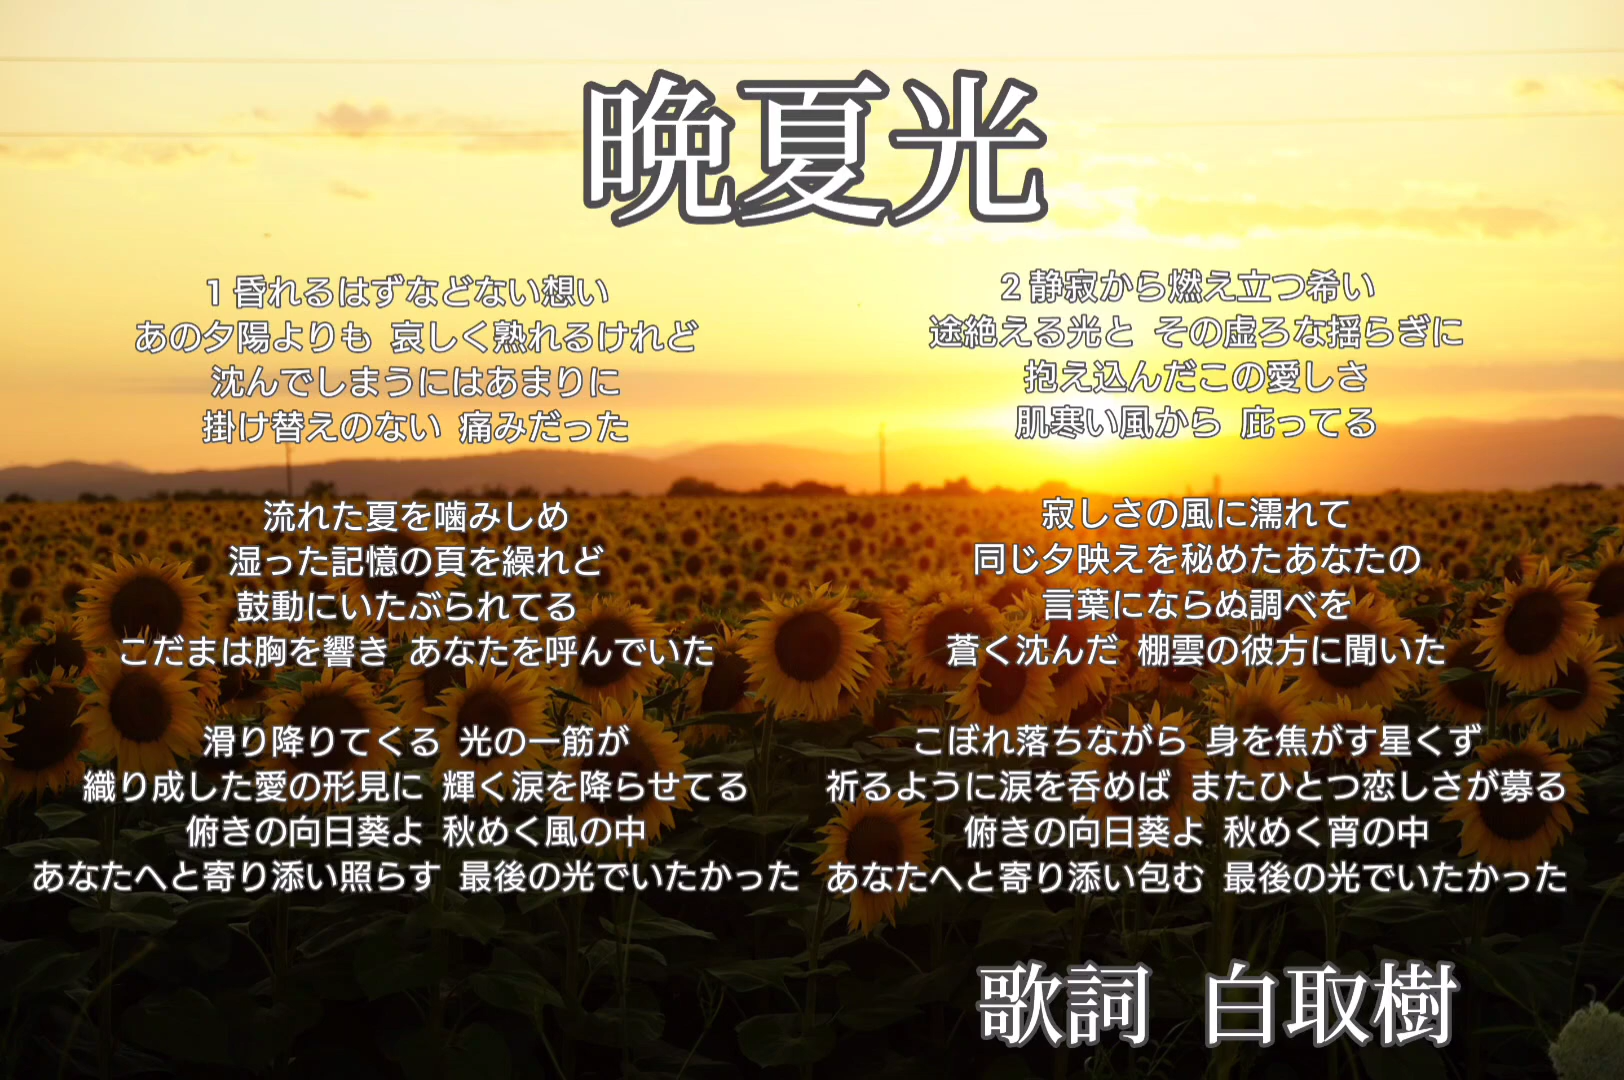 晩夏光
1 昏れるはずなどない想い
あの夕陽よりも 哀しく熟れるけれど
沈んでしまうにはあまりに
掛け替えのない 痛みだった
流れた夏を噛みしめ
湿った記憶の頁を繰れど
鼓動にいたぶられてる
こだまは胸を響き あなたを呼んでいた
滑り降りてくる 光の一筋が
織り成した愛の形見に 輝く涙を降らせてる
俯きの向日葵よ 秋めく風の中
あなたへと寄り添い照らす 最後の光でいたかった
2 静寂から燃え立つ希い
途絶える光と その虚ろな揺らぎに
抱え込んだこの愛しさ
肌寒い風から 庇ってる
寂しさの風に濡れて
同じ夕映えを秘めたあなたの
言葉にならぬ調べを
蒼く沈んだ 棚雲の彼方に聞いた
こぼれ落ちながら 身を焦がす星くず
祈るように涙を呑めば またひとつ恋しさが募る
俯きの向日葵よ 秋めく宵の中
あなたへと寄り添い包む 最後の光でいたかった
歌詞 白取樹